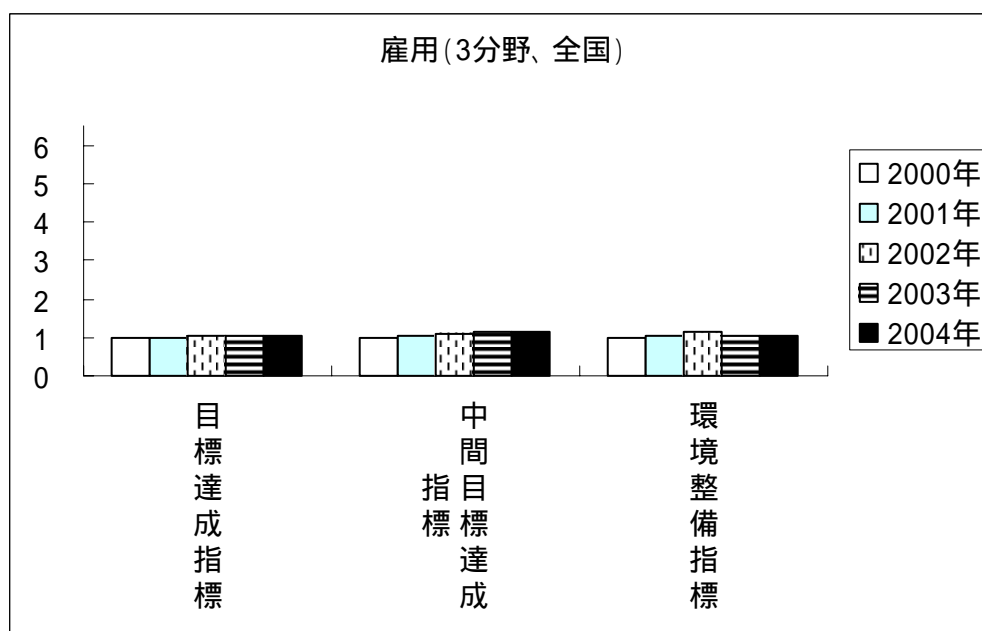 雇用(3分野、全国)
6
5
4
3
2
1
0
目標達成指標
中間目標達成
指標
環境整備指標
2000年
2001年
2002年
2003年
2004年